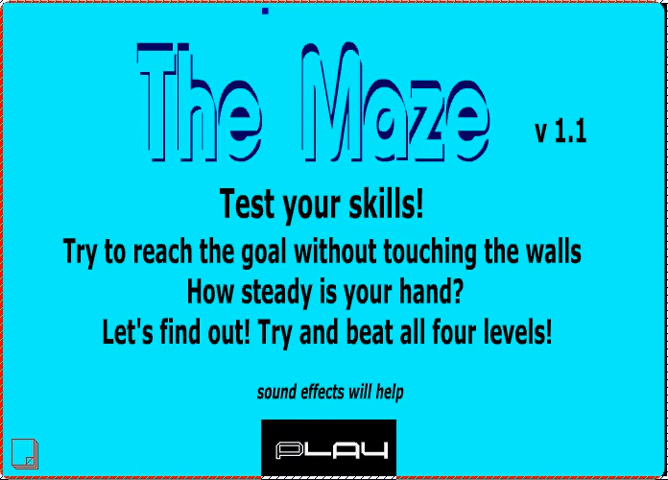 The Maze
v 1.1
Test your skills!
Try to reach the goal without touching the walls
How steady is your hand?
Let's find out! Try and beat all four levels!
sound effects will help
PLAY